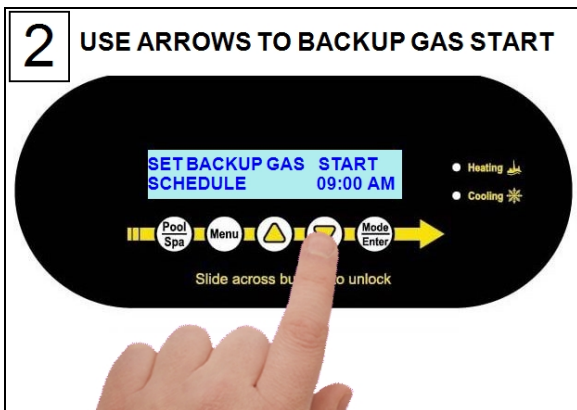 2
USE ARROWS TO BACKUP GAS START
SET BACKUP GAS START
SCHEDULE 09:00 AM
Heating
Cooling
Pool
Spa
Menu
Mode
Enter
Slide across bu to unlock